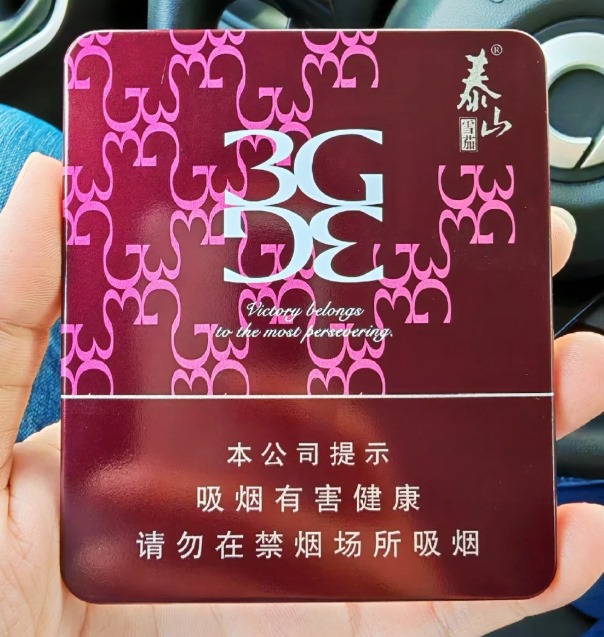 泰山®
雪茄
3G
3G
Victory belongs
to the most persevering.
本公司提示
吸烟有害健康
请勿在禁烟场所吸烟